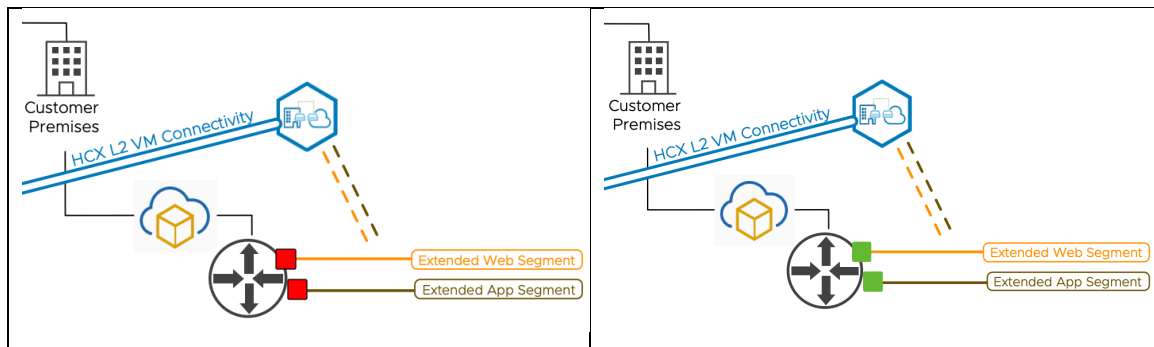 Customer
Premises
HCX L2 VM Connectivity
Extended Web Segment
Extended App Segment
Customer
Premises
HCX L2 VM Connectivity
Extended Web Segment
Extended App Segment